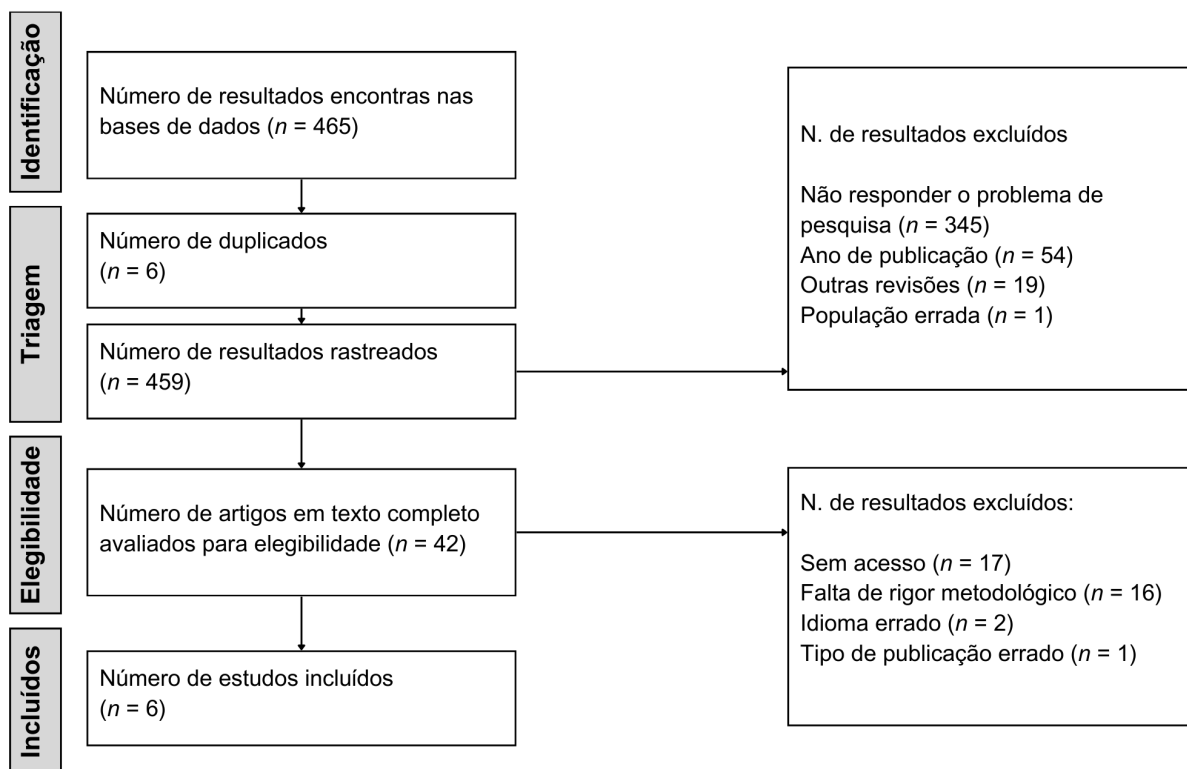 Identificação
Número de resultados encontras nas
bases de dados (n = 465)
N. de resultados excluídos
Não responder o problema de
pesquisa (n = 345)
Ano de publicação (n = 54)
Outras revisões (n = 19)
População errada (n = 1)
Triagem
Número de duplicados
(n = 6)
Número de resultados rastreados
(n = 459)
Elegibilidade
Número de artigos em texto completo
avaliados para elegibilidade (n = 42)
N. de resultados excluídos:
Sem acesso (n = 17)
Falta de rigor metodológico (n = 16)
Idioma errado (n = 2)
Tipo de publicação errado (n = 1)
Incluídos
Número de estudos incluídos
(n = 6)